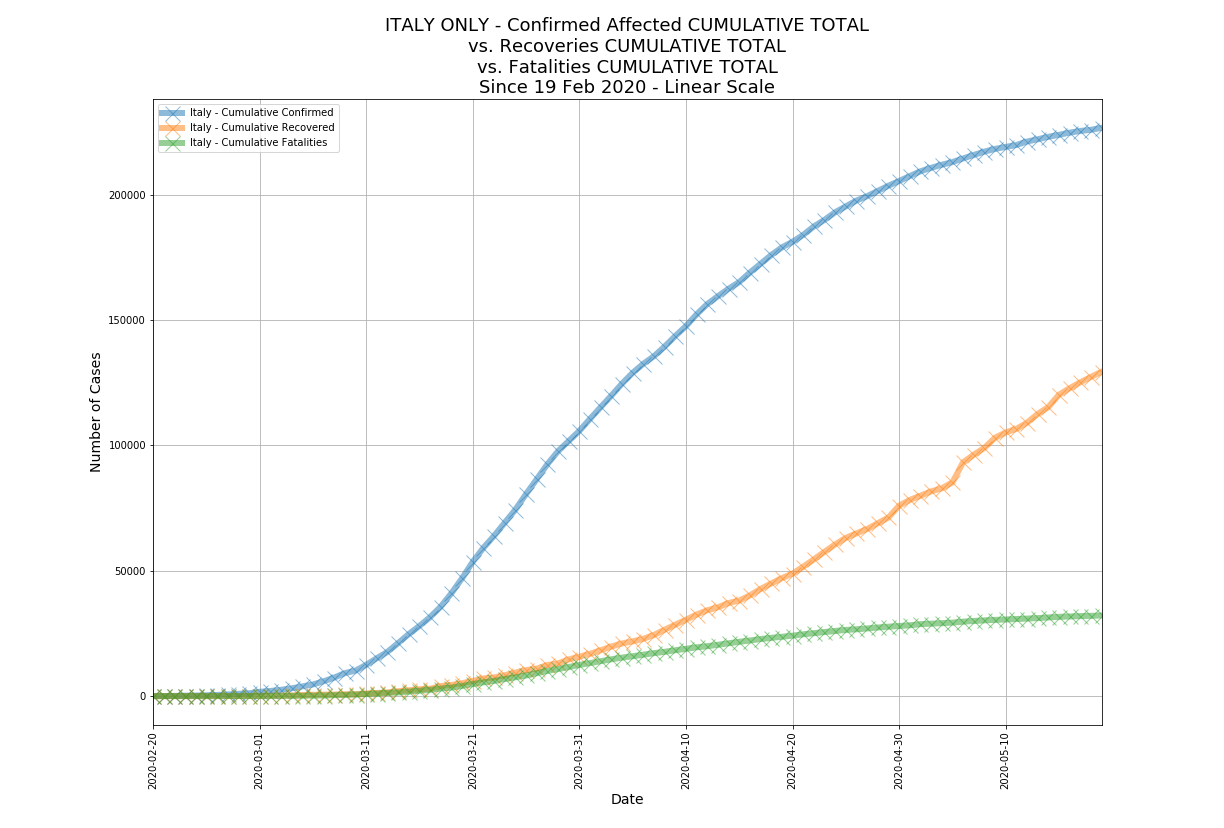 ITALY ONLY - Confirmed Affected CUMULATIVE TOTAL
vs. Recoveries CUMULATIVE TOTAL
vs. Fatalities CUMULATIVE TOTAL
Since 19 Feb 2020 - Linear Scale
Italy - Cumulative Confirmed
Italy - Cumulative Recovered
Italy - Cumulative Fatalities
Number of Cases
200000
150000
100000
50000
0
2020-02-20
2020-03-01
2020-03-11
2020-03-21
2020-03-31
2020-04-10
2020-04-20
2020-04-30
2020-05-10
Date